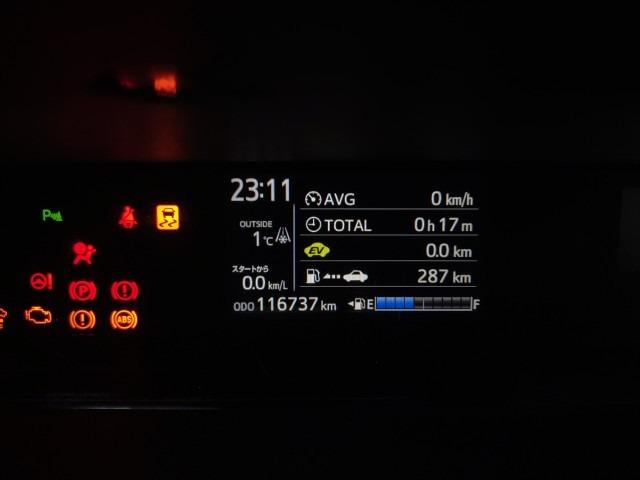 23:11
AVG 0 km/h
OUTSIDE
1℃
TOTAL 0 h 17 m
EV 0.0 km
スタートから
0.0 km/L
287 km
ODO 116737 km
E F
P
P
ABS